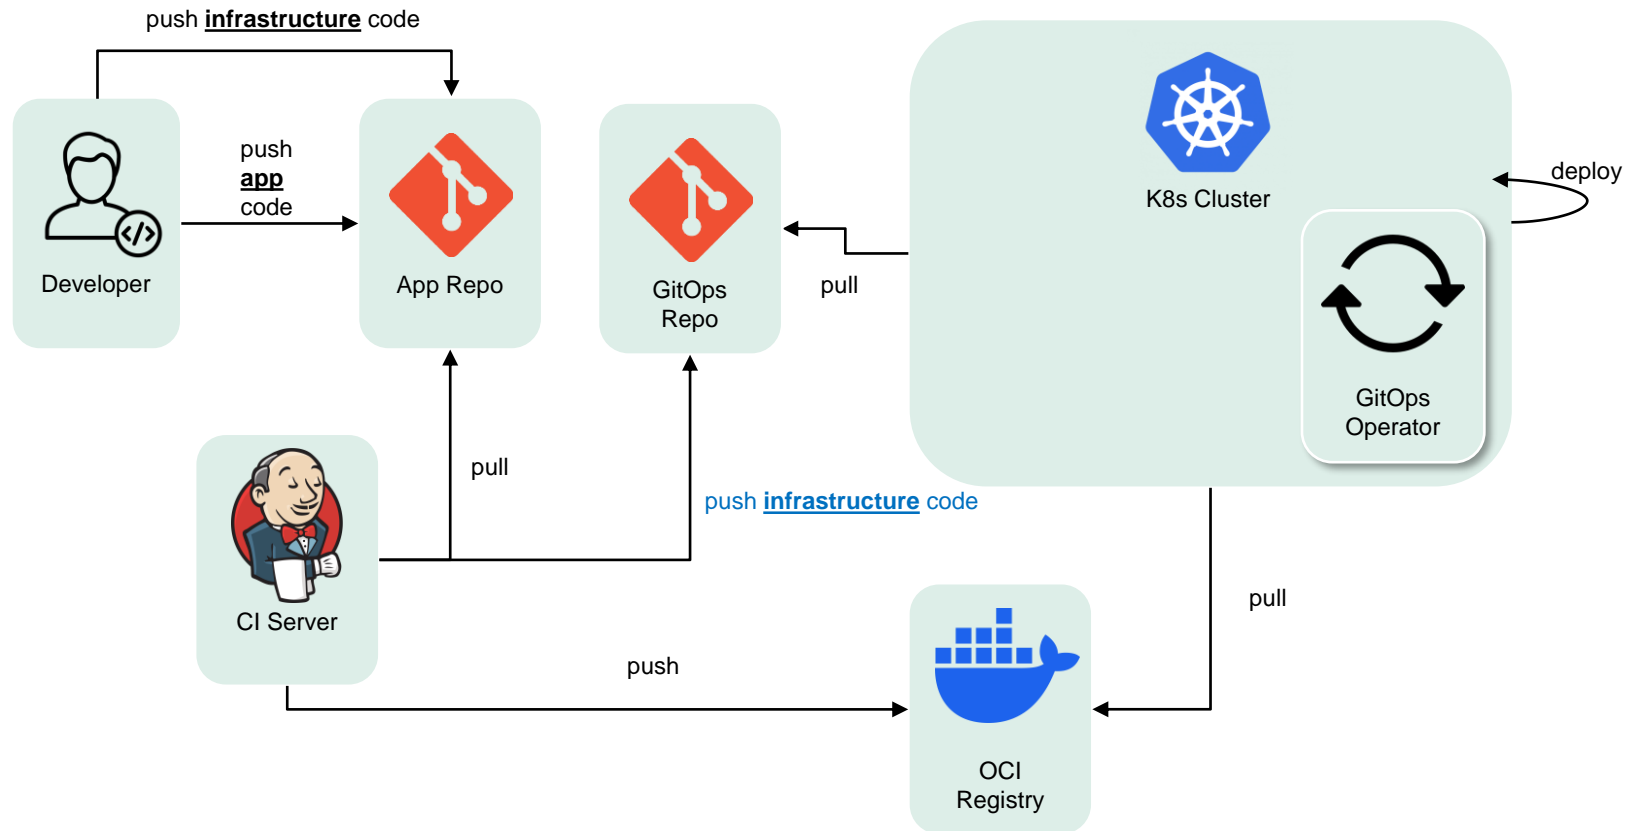 push infrastructure code
push
app
code
Developer
App Repo
GitOps
Repo
pull
K8s Cluster
deploy
GitOps
Operator
pull
push infrastructure code
CI Server
push
pull
OCI
Registry